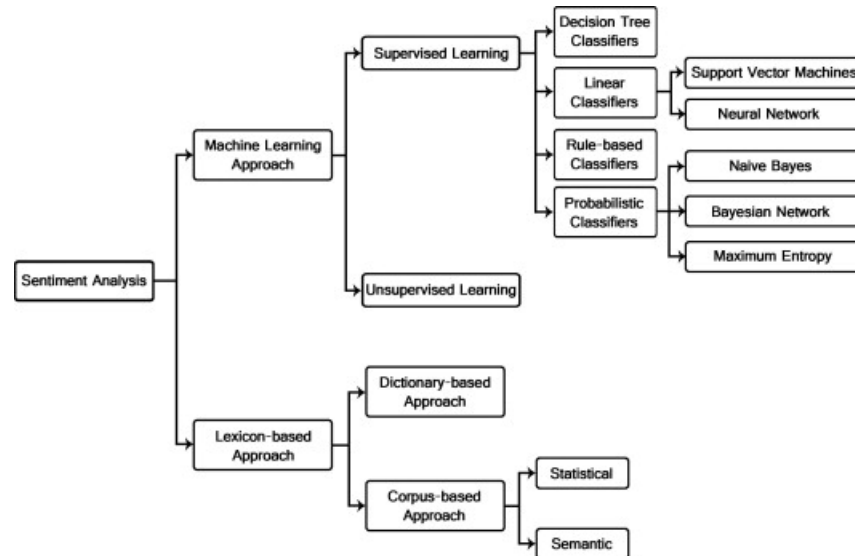 Decision Tree
Classifiers
Supervised Learning
Linear
Classifiers
Support Vector Machines
Neural Network
Machine Learning
Approach
Rule-based
Classifiers
Naive Bayes
Probabilistic
Classifiers
Bayesian Network
Maximum Entropy
Sentiment Analysis
Unsupervised Learning
Dictionary-based
Approach
Lexicon-based
Approach
Corpus-based
Approach
Statistical
Semantic